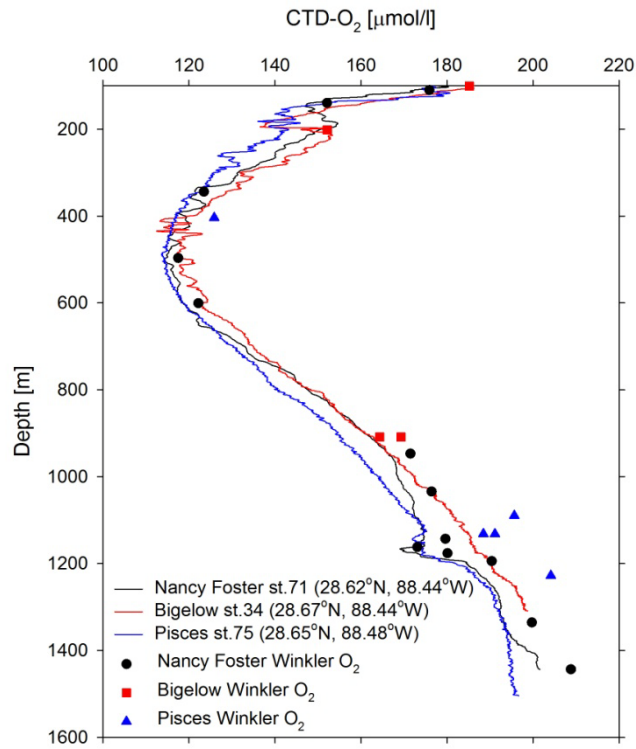 CTD-O₂ [µmol/l]
100 120 140 160 180 200 220
200
400
600
800
1000
1200
1400
1600
Depth [m]
Nancy Foster st.71 (28.62°N, 88.44°W)
Bigelow st.34 (28.67°N, 88.44°W)
Pisces st.75 (28.65°N, 88.48°W)
Nancy Foster Winkler O₂
Bigelow Winkler O₂
Pisces Winkler O₂